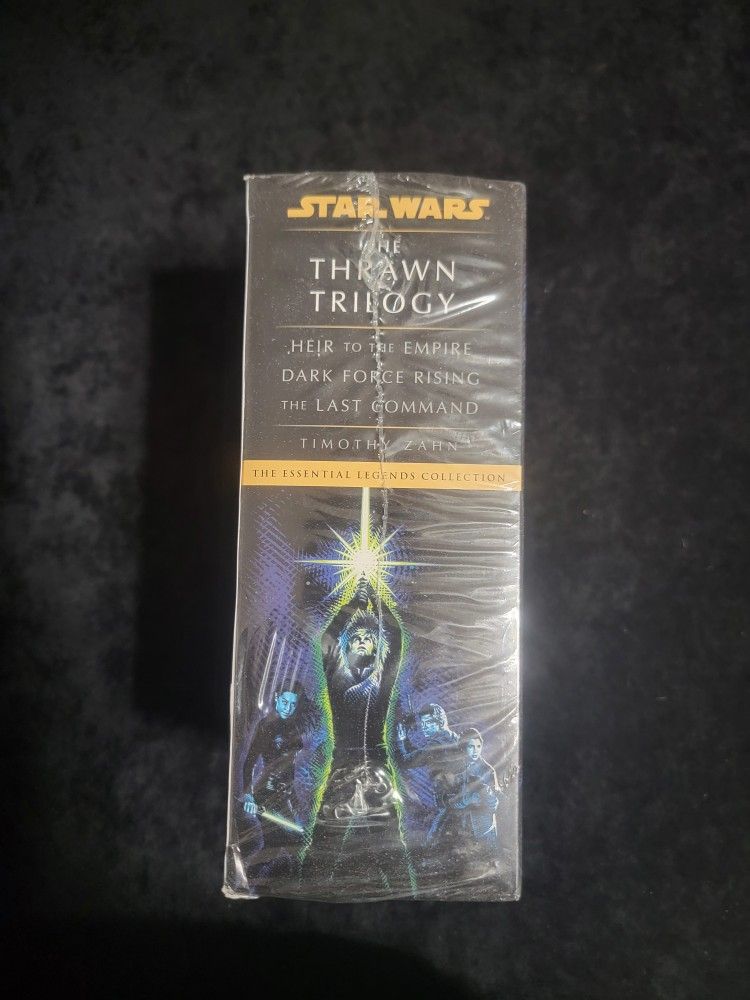 STAR WARS
THE
THRAWN
TRILOGY
HEIR TO THE EMPIRE
DARK FORCE RISING
THE LAST COMMAND
TIMOTHY ZAHN
THE ESSENTIAL LEGENDS COLLECTION